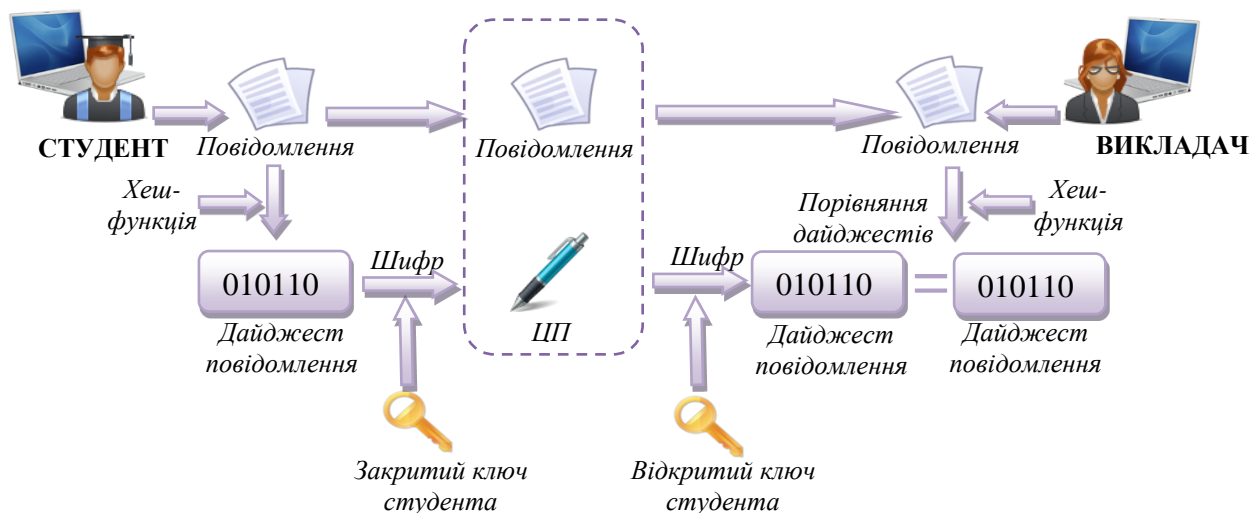 СТУДЕНТ
Повідомлення
Повідомлення
Повідомлення
ВИКЛАДАЧ
Хеш-
функція
Порівняння
дайджестів
Хеш-
функція
010110
Шифр
Шифр
010110
010110
Дайджест
повідомлення
ЦП
Дайджест
повідомлення
Дайджест
повідомлення
Закритий ключ
студента
Відкритий ключ
студента